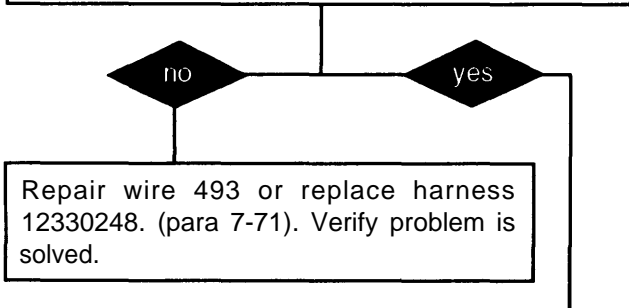 no
yes
Repair wire 493 or replace harness
12330248. (para 7-71). Verify problem is
solved.